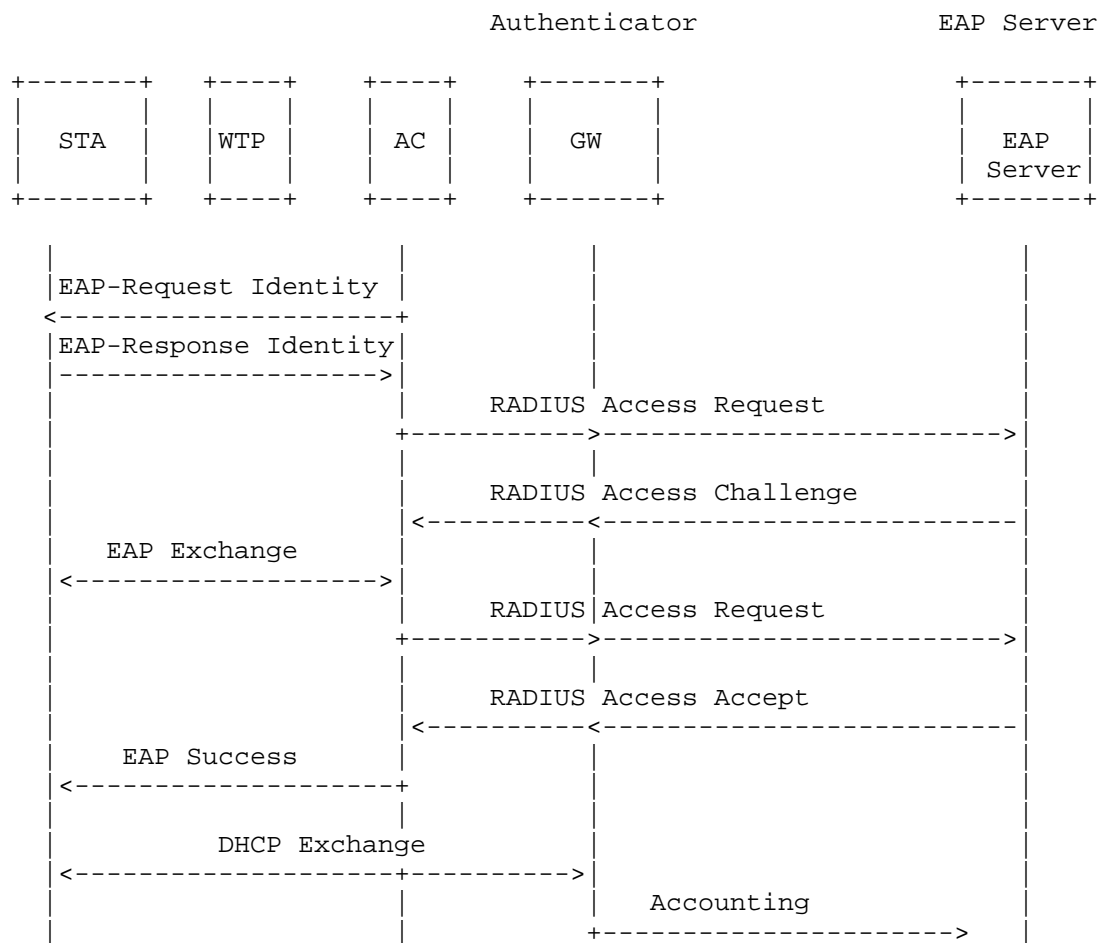 Authenticator EAP Server
STA WTP AC GW EAP
Server
EAP-Request Identity
EAP-Response Identity
RADIUS Access Request
RADIUS Access Challenge
EAP Exchange
RADIUS Access Request
RADIUS Access Accept
EAP Success
DHCP Exchange
Accounting